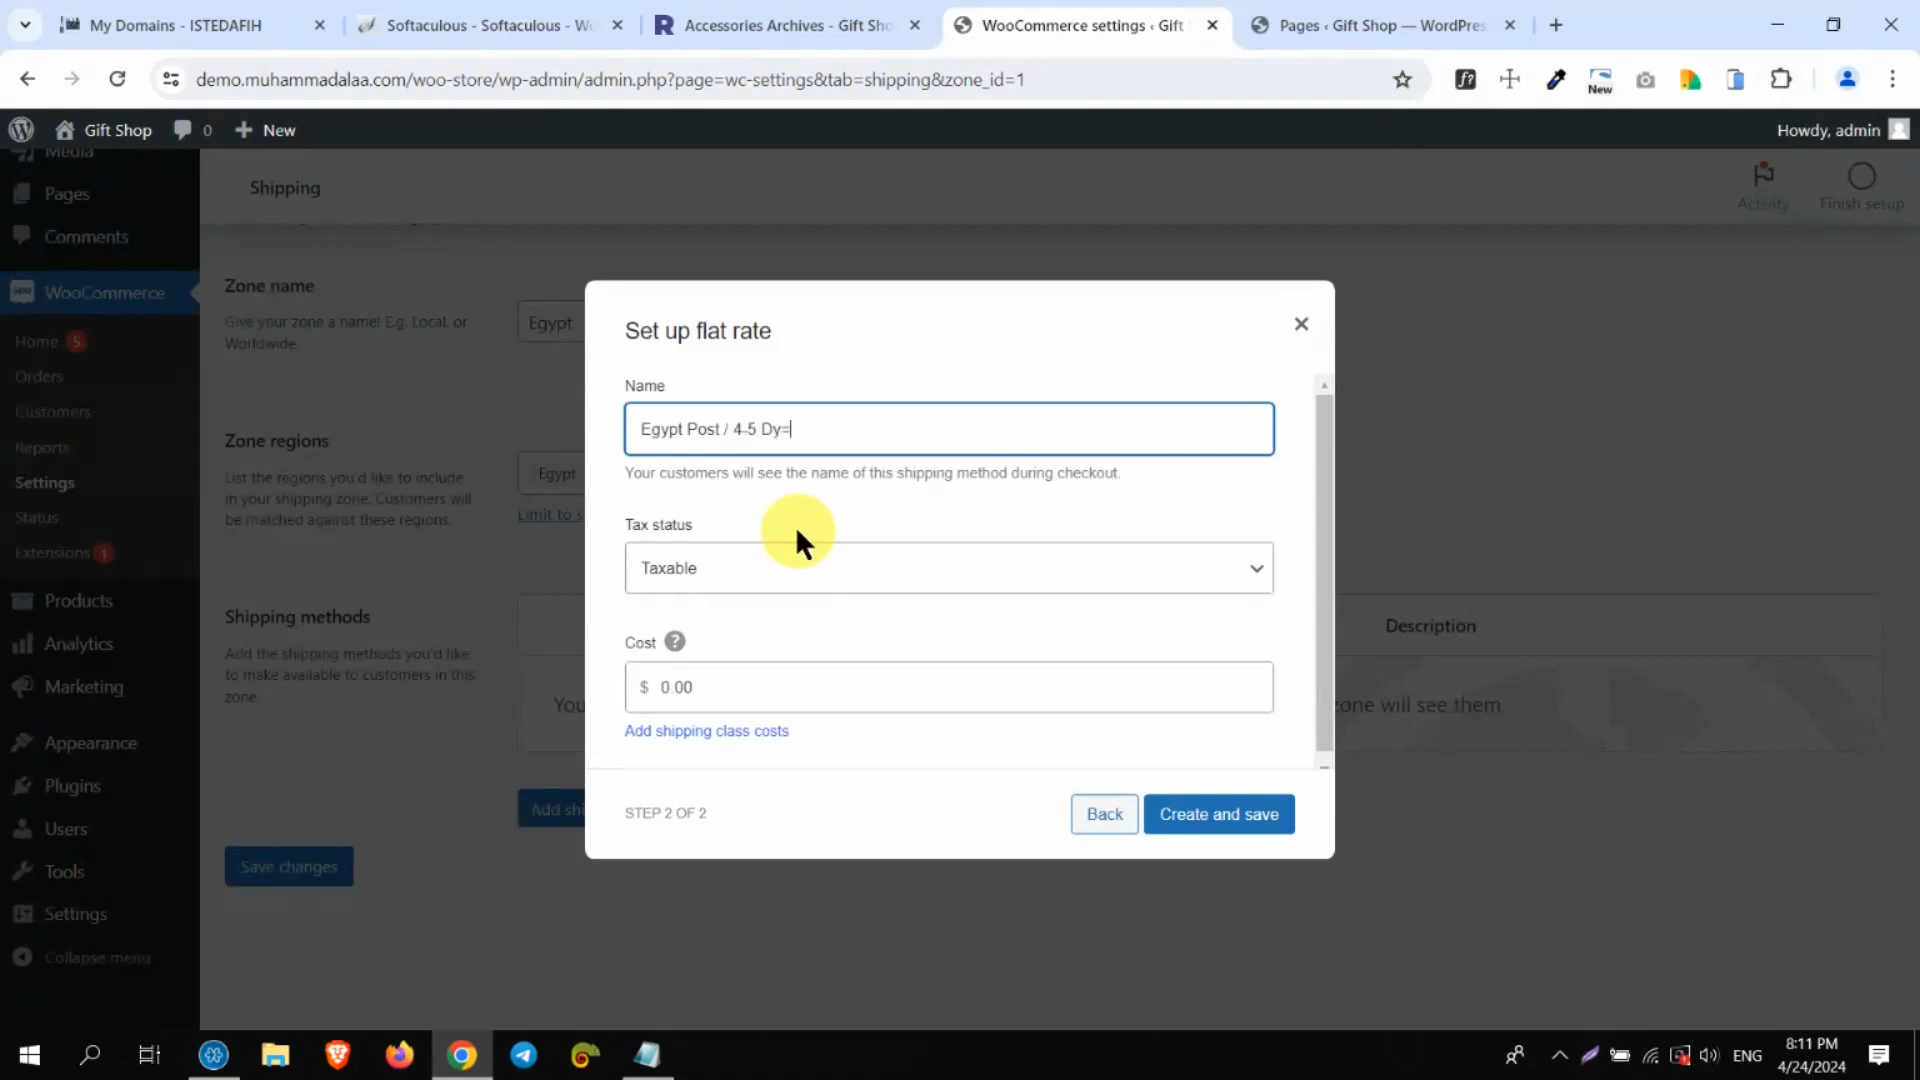 My Domains - ISTEDAFIH
Softaculous - Softaculous - Wo
Accessories Archives - Gift Sho
WooCommerce settings ‹ Gift
Pages ‹ Gift Shop — WordPres
demo.muhammadalaa.com/woo-store/wp-admin/admin.php?page=wc-settings&tab=shipping&zone_id=1
f?
New
Gift Shop
0
New
Howdy, admin
Media
Pages
Comments
WooCommerce
Home 5
Orders
Customers
Reports
Settings
Status
Extensions 1
Products
Analytics
Marketing
Appearance
Plugins
Users
Tools
Settings
Collapse menu
Shipping
Activity
Finish setup
Zone name
Give your zone a name! E.g. Local, or
Worldwide.
Egypt
Zone regions
List the regions you'd like to include
in your shipping zone. Customers will
be matched against these regions.
Egypt
Limit to s
Shipping methods
Add the shipping methods you'd like
to make available to customers in this
zone.
Description
You
zone will see them.
Add shi
Save changes
Set up flat rate
Name
Egypt Post / 4-5 Dy=
Your customers will see the name of this shipping method during checkout.
Tax status
Taxable
Cost ?
$ 0.00
Add shipping class costs
STEP 2 OF 2
Back
Create and save
ENG
8:11 PM
4/24/2024